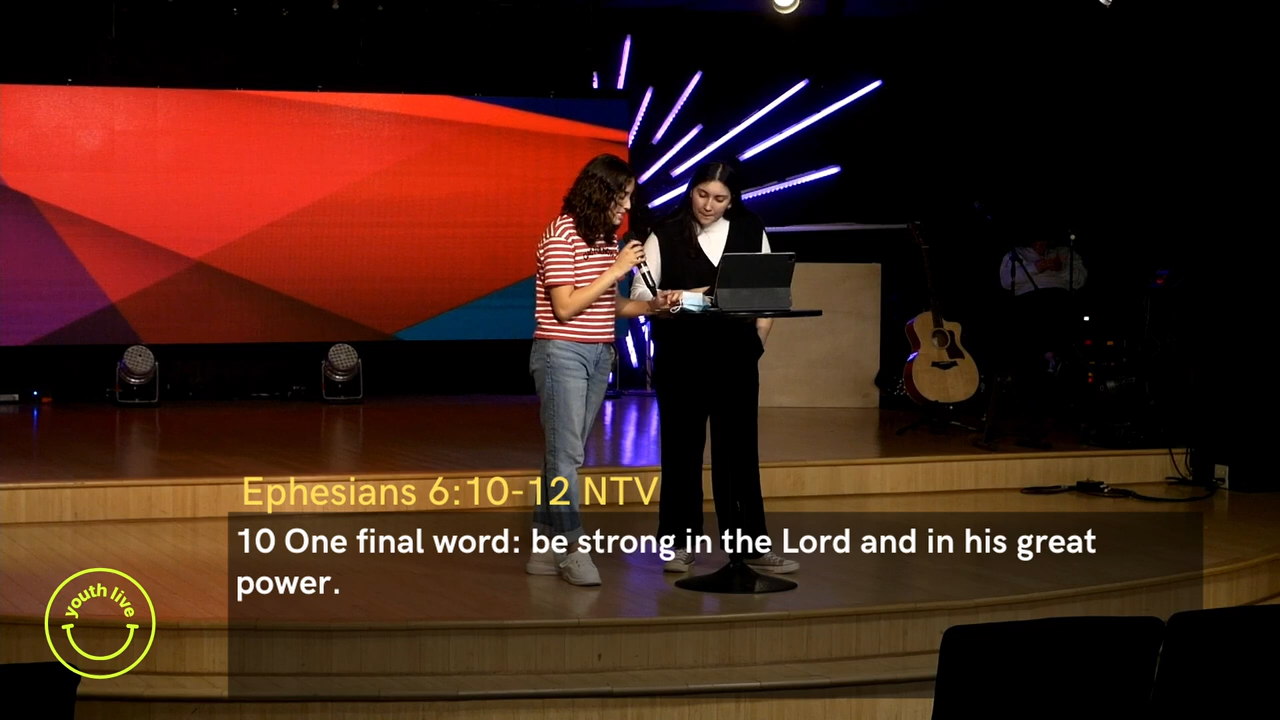 Ephesians 6:10-12 NTV
10 One final word: be strong in the Lord and in his great
power.
youth live